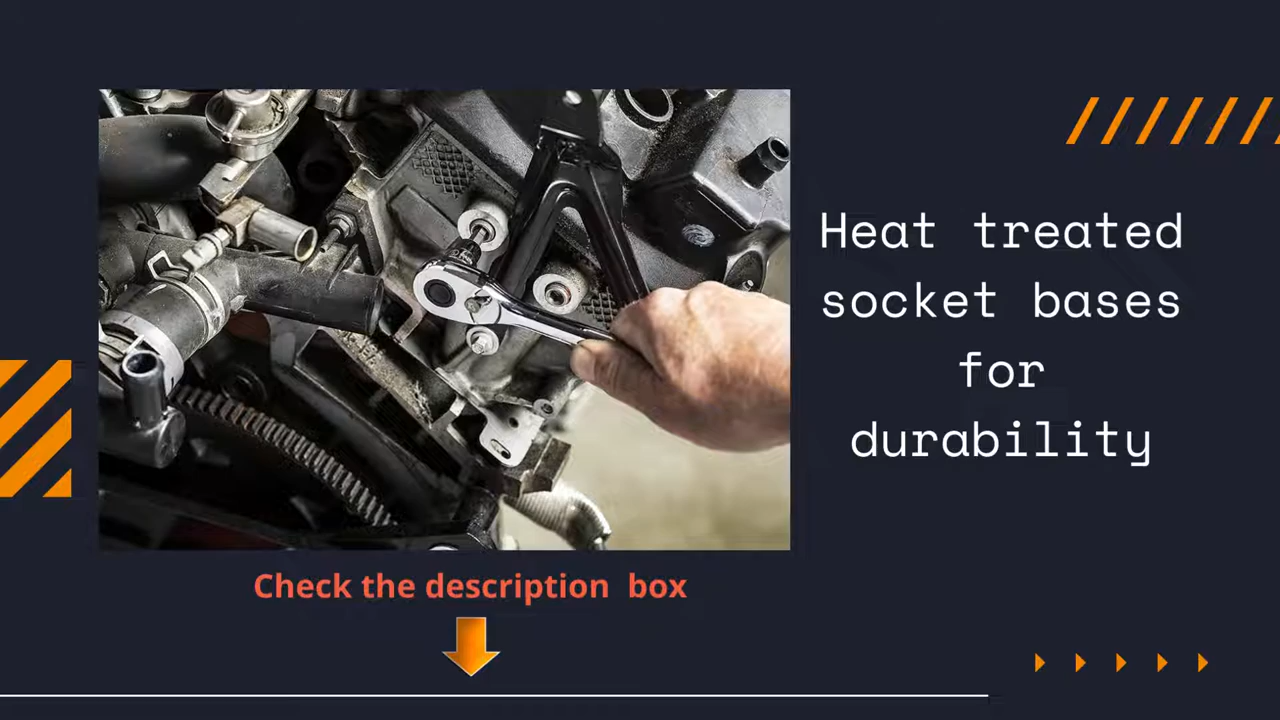 Heat treated
socket bases
for
durability
Check the description  box